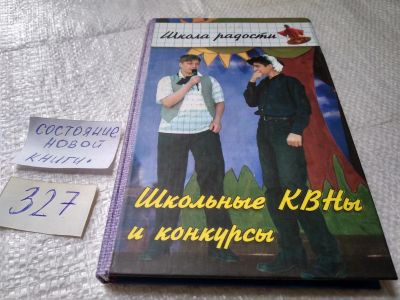 Школа радости
СОСТОЯНИЕ
НОВОЙ
КНИГИ.
327
Школьные КВНы
и конкурсы